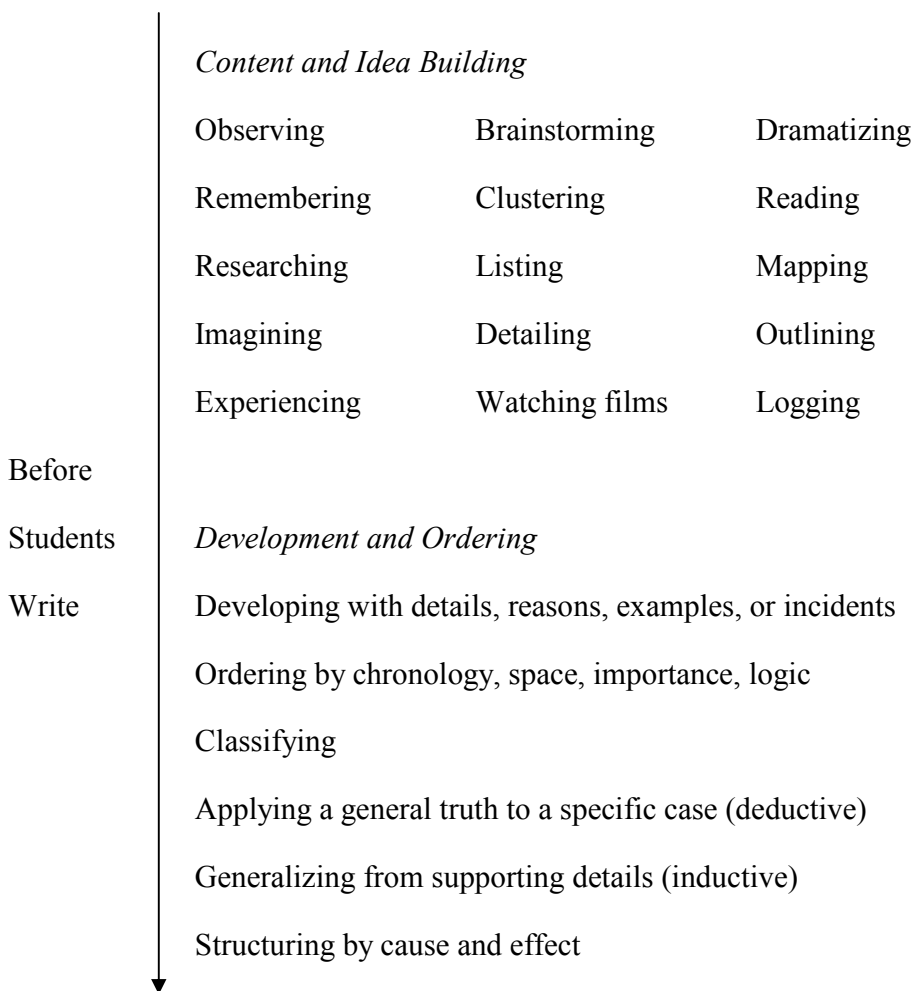 Content and Idea Building
Observing Brainstorming Dramatizing
Remembering Clustering Reading
Researching Listing Mapping
Imagining Detailing Outlining
Experiencing Watching films Logging
Before
Students Development and Ordering
Write Developing with details, reasons, examples, or incidents
Ordering by chronology, space, importance, logic
Classifying
Applying a general truth to a specific case (deductive)
Generalizing from supporting details (inductive)
Structuring by cause and effect